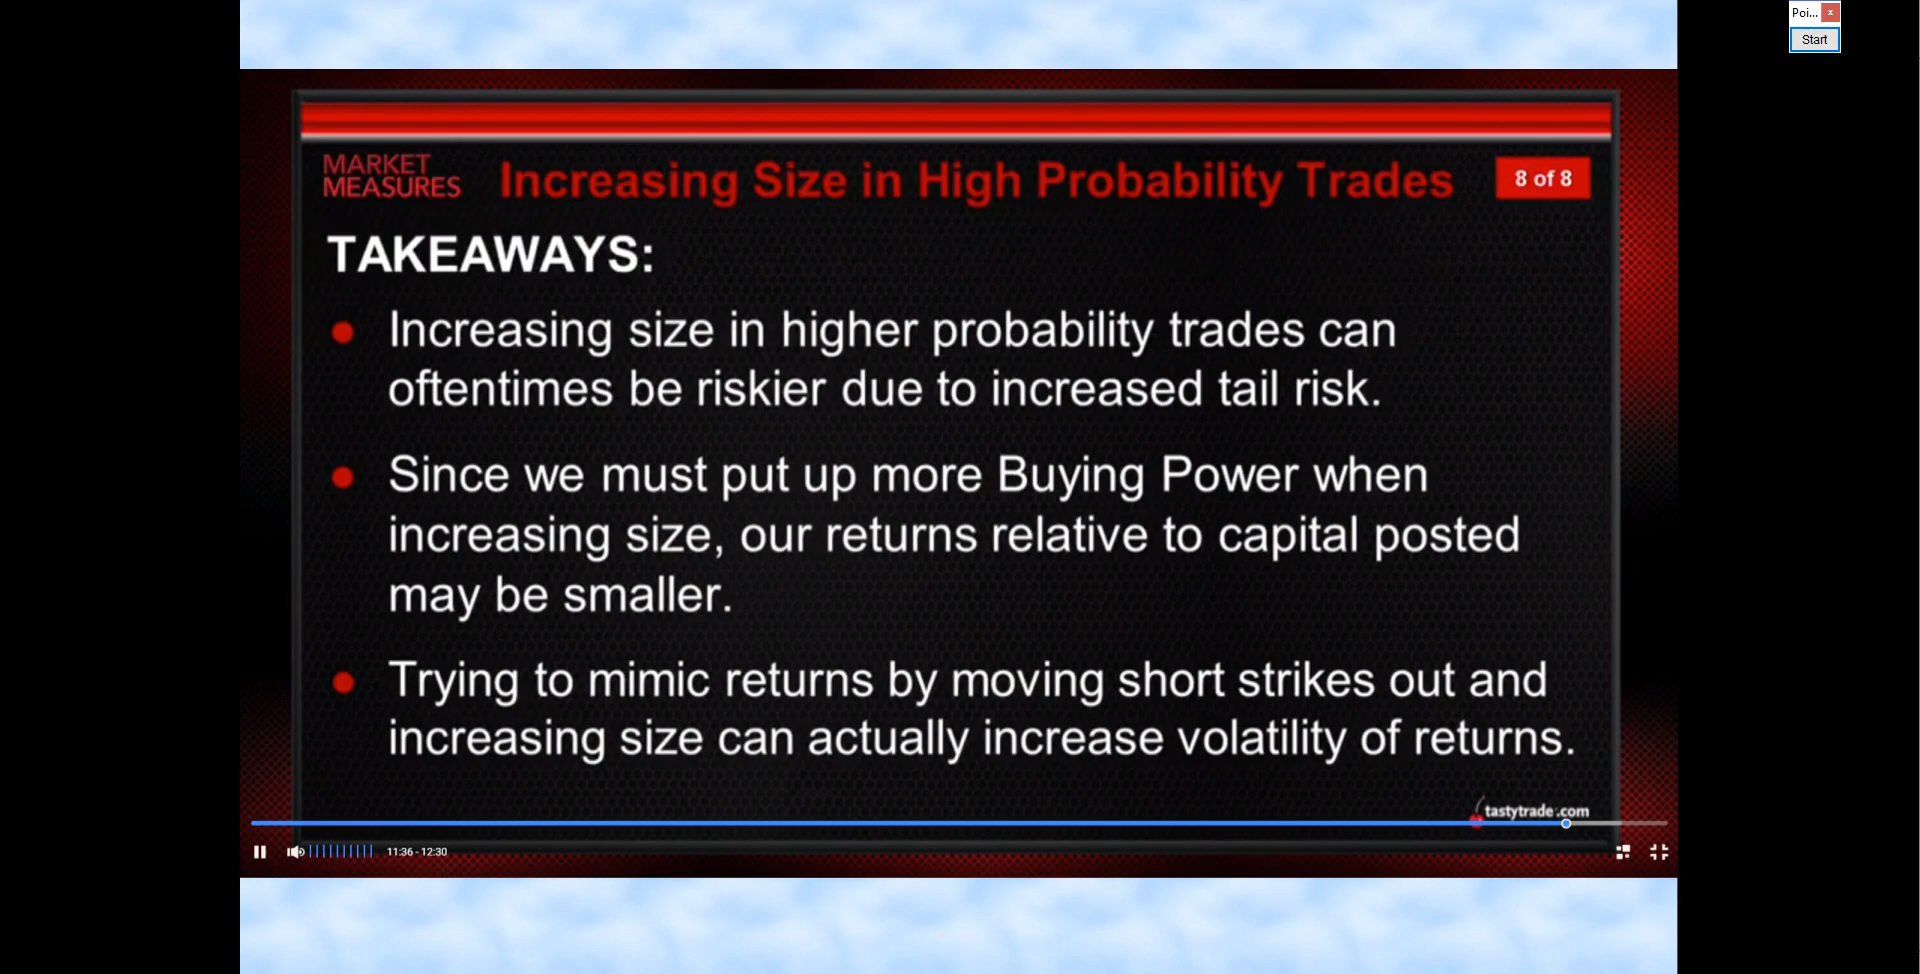 Poi...
Start
MARKET
MEASURES
Increasing Size in High Probability Trades
8 of 8
TAKEAWAYS:
Increasing size in higher probability trades can
oftentimes be riskier due to increased tail risk.
Since we must put up more Buying Power when
increasing size, our returns relative to capital posted
may be smaller.
Trying to mimic returns by moving short strikes out and
increasing size can actually increase volatility of returns.
tastytrade.com
11:36 - 12:30